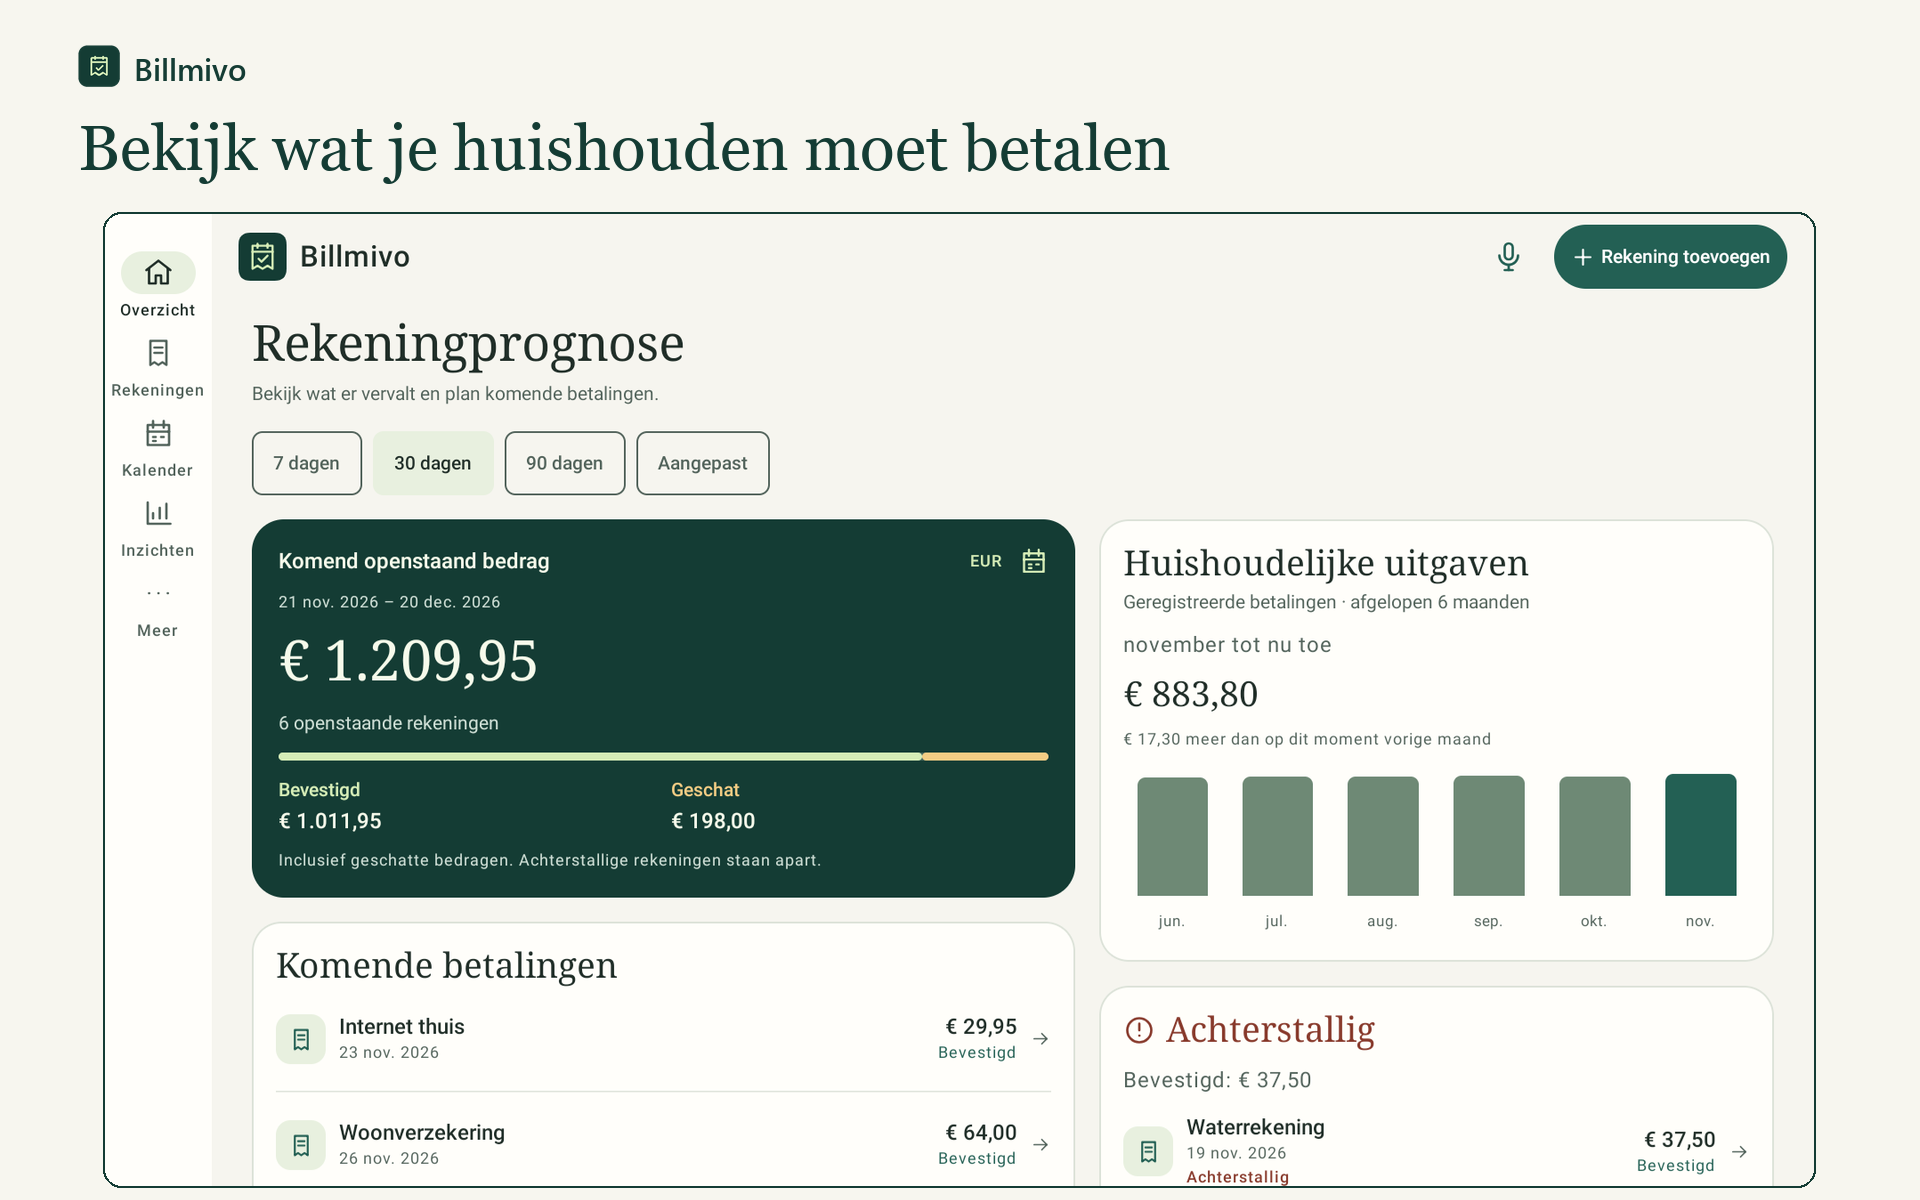 Billmivo
Bekijk wat je huishouden moet betalen
Billmivo
Rekening toevoegen
Overzicht
Rekeningen
Kalender
Inzichten
Meer
Rekeningprognose
Bekijk wat er vervalt en plan komende betalingen.
7 dagen
30 dagen
90 dagen
Aangepast
Komend openstaand bedrag
EUR
21 nov. 2026 – 20 dec. 2026
€ 1.209,95
6 openstaande rekeningen
Bevestigd
Geschat
€ 1.011,95
€ 198,00
Inclusief geschatte bedragen. Achterstallige rekeningen staan apart.
Komende betalingen
Internet thuis
€ 29,95
23 nov. 2026
Bevestigd
Woonverzekering
€ 64,00
26 nov. 2026
Bevestigd
Huishoudelijke uitgaven
Geregistreerde betalingen · afgelopen 6 maanden
november tot nu toe
€ 883,80
€ 17,30 meer dan op dit moment vorige maand
jun.
jul.
aug.
sep.
okt.
nov.
Achterstallig
Bevestigd: € 37,50
Waterrekening
€ 37,50
19 nov. 2026
Bevestigd
Achterstallig